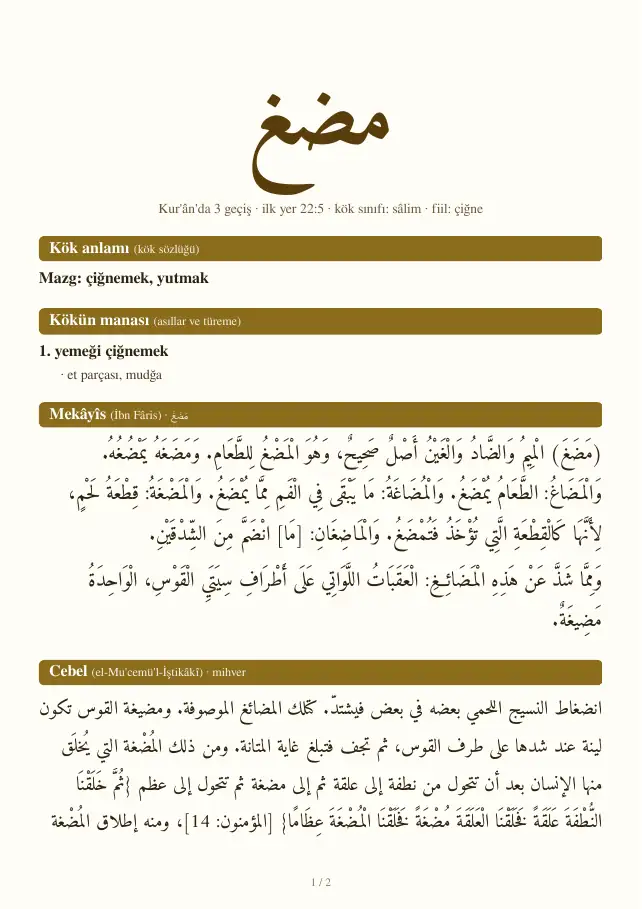 مضغ
Kur'ân'da 3 geçiş · ilk yer 22:5 · kök sınıfı: sâlim · fiil: çiğne
Kök anlamı (kök sözlüğü)
Mazg: çiğnemek, yutmak
Kökün manası (asıllar ve türeme)
1. yemeği çiğnemek
· et parçası, mudğa
Mekâyîs (İbn Fâris) · مَضَغَ
(مَضَغَ) الْمِيمُ وَالضَّادُ وَالْغَيْنُ أَصْلٌ صَحِيحٌ، وَهُوَ الْمَضْغُ لِلطَّعَامِ. وَمَضَغَهُ يَمْضُغُهُ.
وَالْمَضَاغُ: الطَّعَامُ يُمْضَغُ. وَالْمُضَاغَةُ: مَا يَبْقَى فِي الْفَمِ مِمَّا يُمْضَغُ. وَالْمُضْغَةُ: قِطْعَةُ لَحْمٍ،
لِأَنَّهَا كَالْقِطْعَةِ الَّتِي تُؤْخَذُ فَتُمْضَغُ. وَالْمَاضِغَانِ: [مَا] انْضَمَّ مِنَ الشِّدْقَيْنِ.
وَمِمَّا شَذَّ عَنْ هَذِهِ الْمَضَائِغِ: الْعَقَبَاتُ اللَّوَاتِي عَلَى أَطْرَافِ سِيَتَيِ الْقَوْسِ، الْوَاحِدَةُ
مَضِيغَةٌ.
Cebel (el-Mu'cemü'l-İştikâkî) · mihver
انضغاط النسيج اللحمي بعضه في بعض فيشتدّ. كتلك المضائغ الموصوفة. ومضيغة القوس تكون
لينة عند شدها على طرف القوس، ثم تجف فتبلغ غاية المتانة. ومن ذلك المُضْغة التي يُخلَق
منها الإنسان بعد أن تتحول من نطفة إلى علقة ثم إلى مضغة ثم تتحول إلى عظم {ثُمَّ خَلَقْنَا
النُّطْفَةَ عَلَقَةً فَخَلَقْنَا الْعَلَقَةَ مُضْغَةً فَخَلَقْنَا الْمُضْغَةَ عِظَامًا} [المؤمنون: 14]، ومنه إطلاق المُضْغة
1 / 2